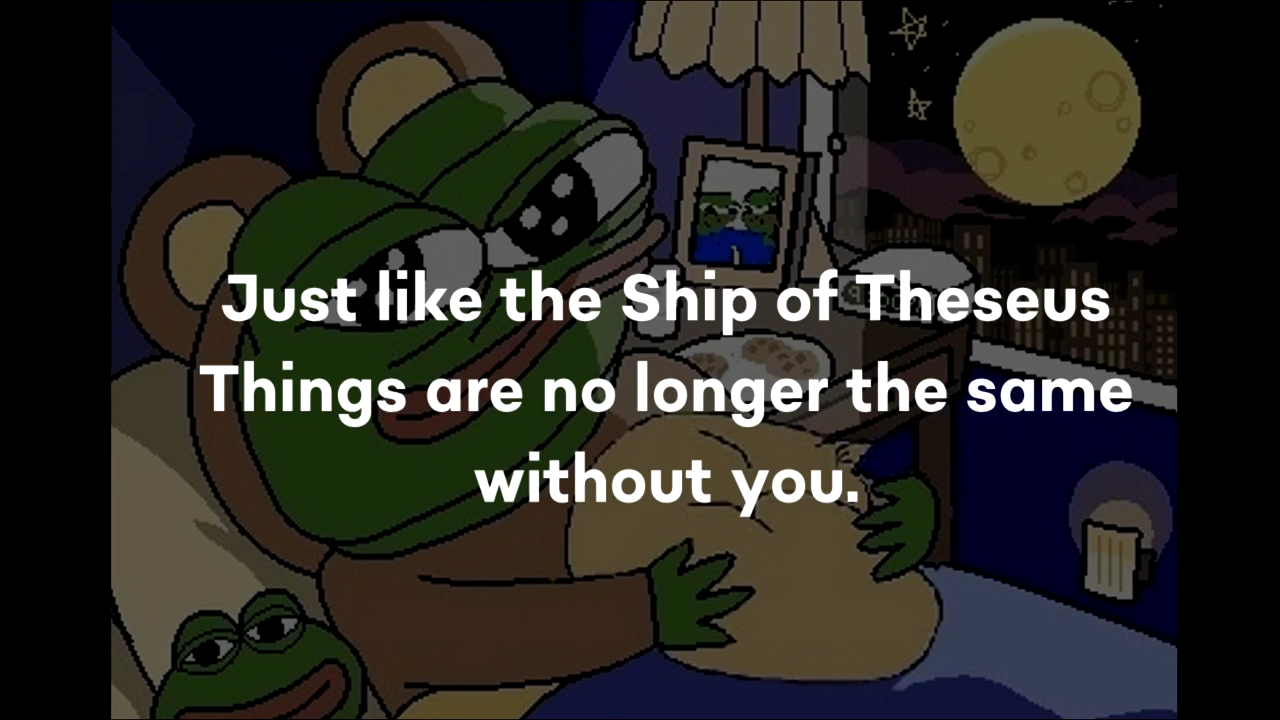 Just like the Ship of Theseus
Things are no longer the same
without you.